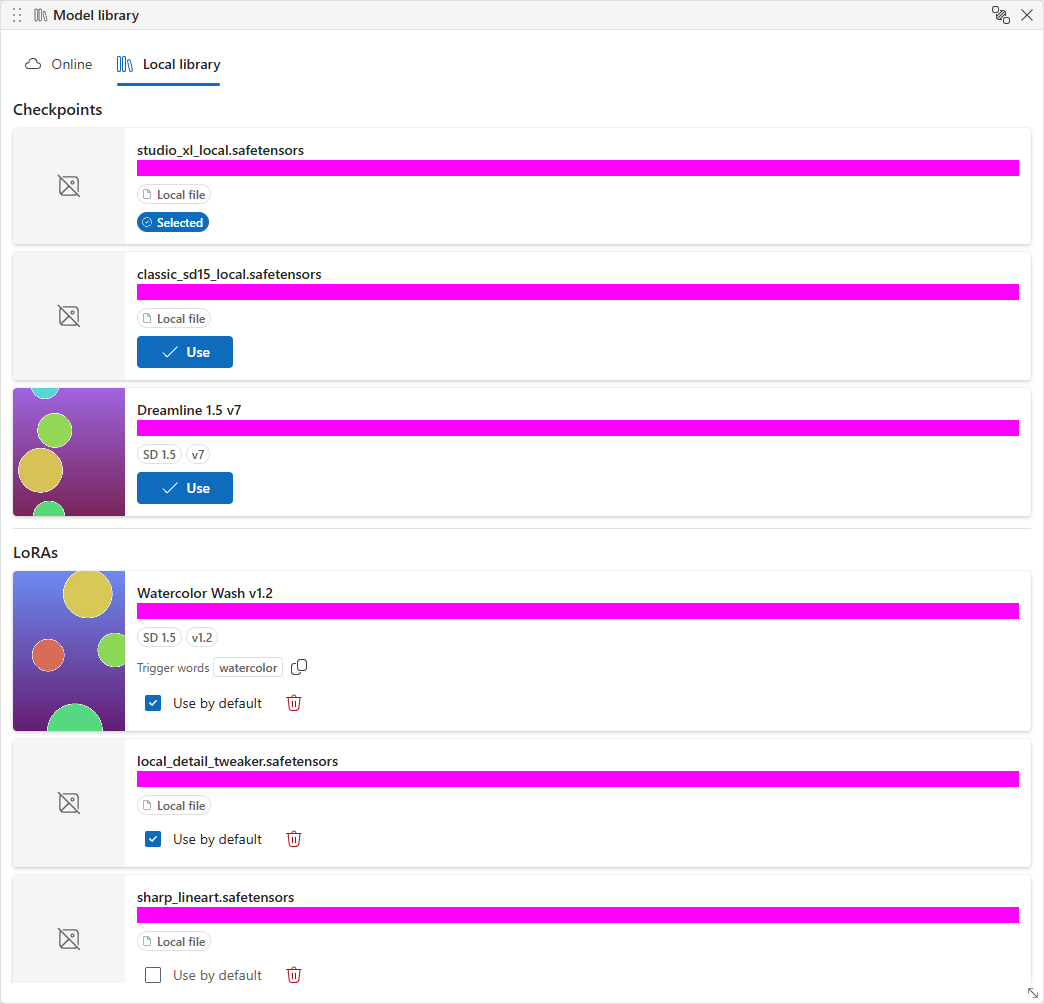 Model library
Online
Local library
Checkpoints
studio_xl_local.safetensors
Local file
Selected
classic_sd15_local.safetensors
Local file
Use
Dreamline 1.5 v7
SD 1.5 v7
Use
LoRAs
Watercolor Wash v1.2
SD 1.5 v1.2
Trigger words watercolor
Use by default
local_detail_tweaker.safetensors
Local file
Use by default
sharp_lineart.safetensors
Local file
Use by default